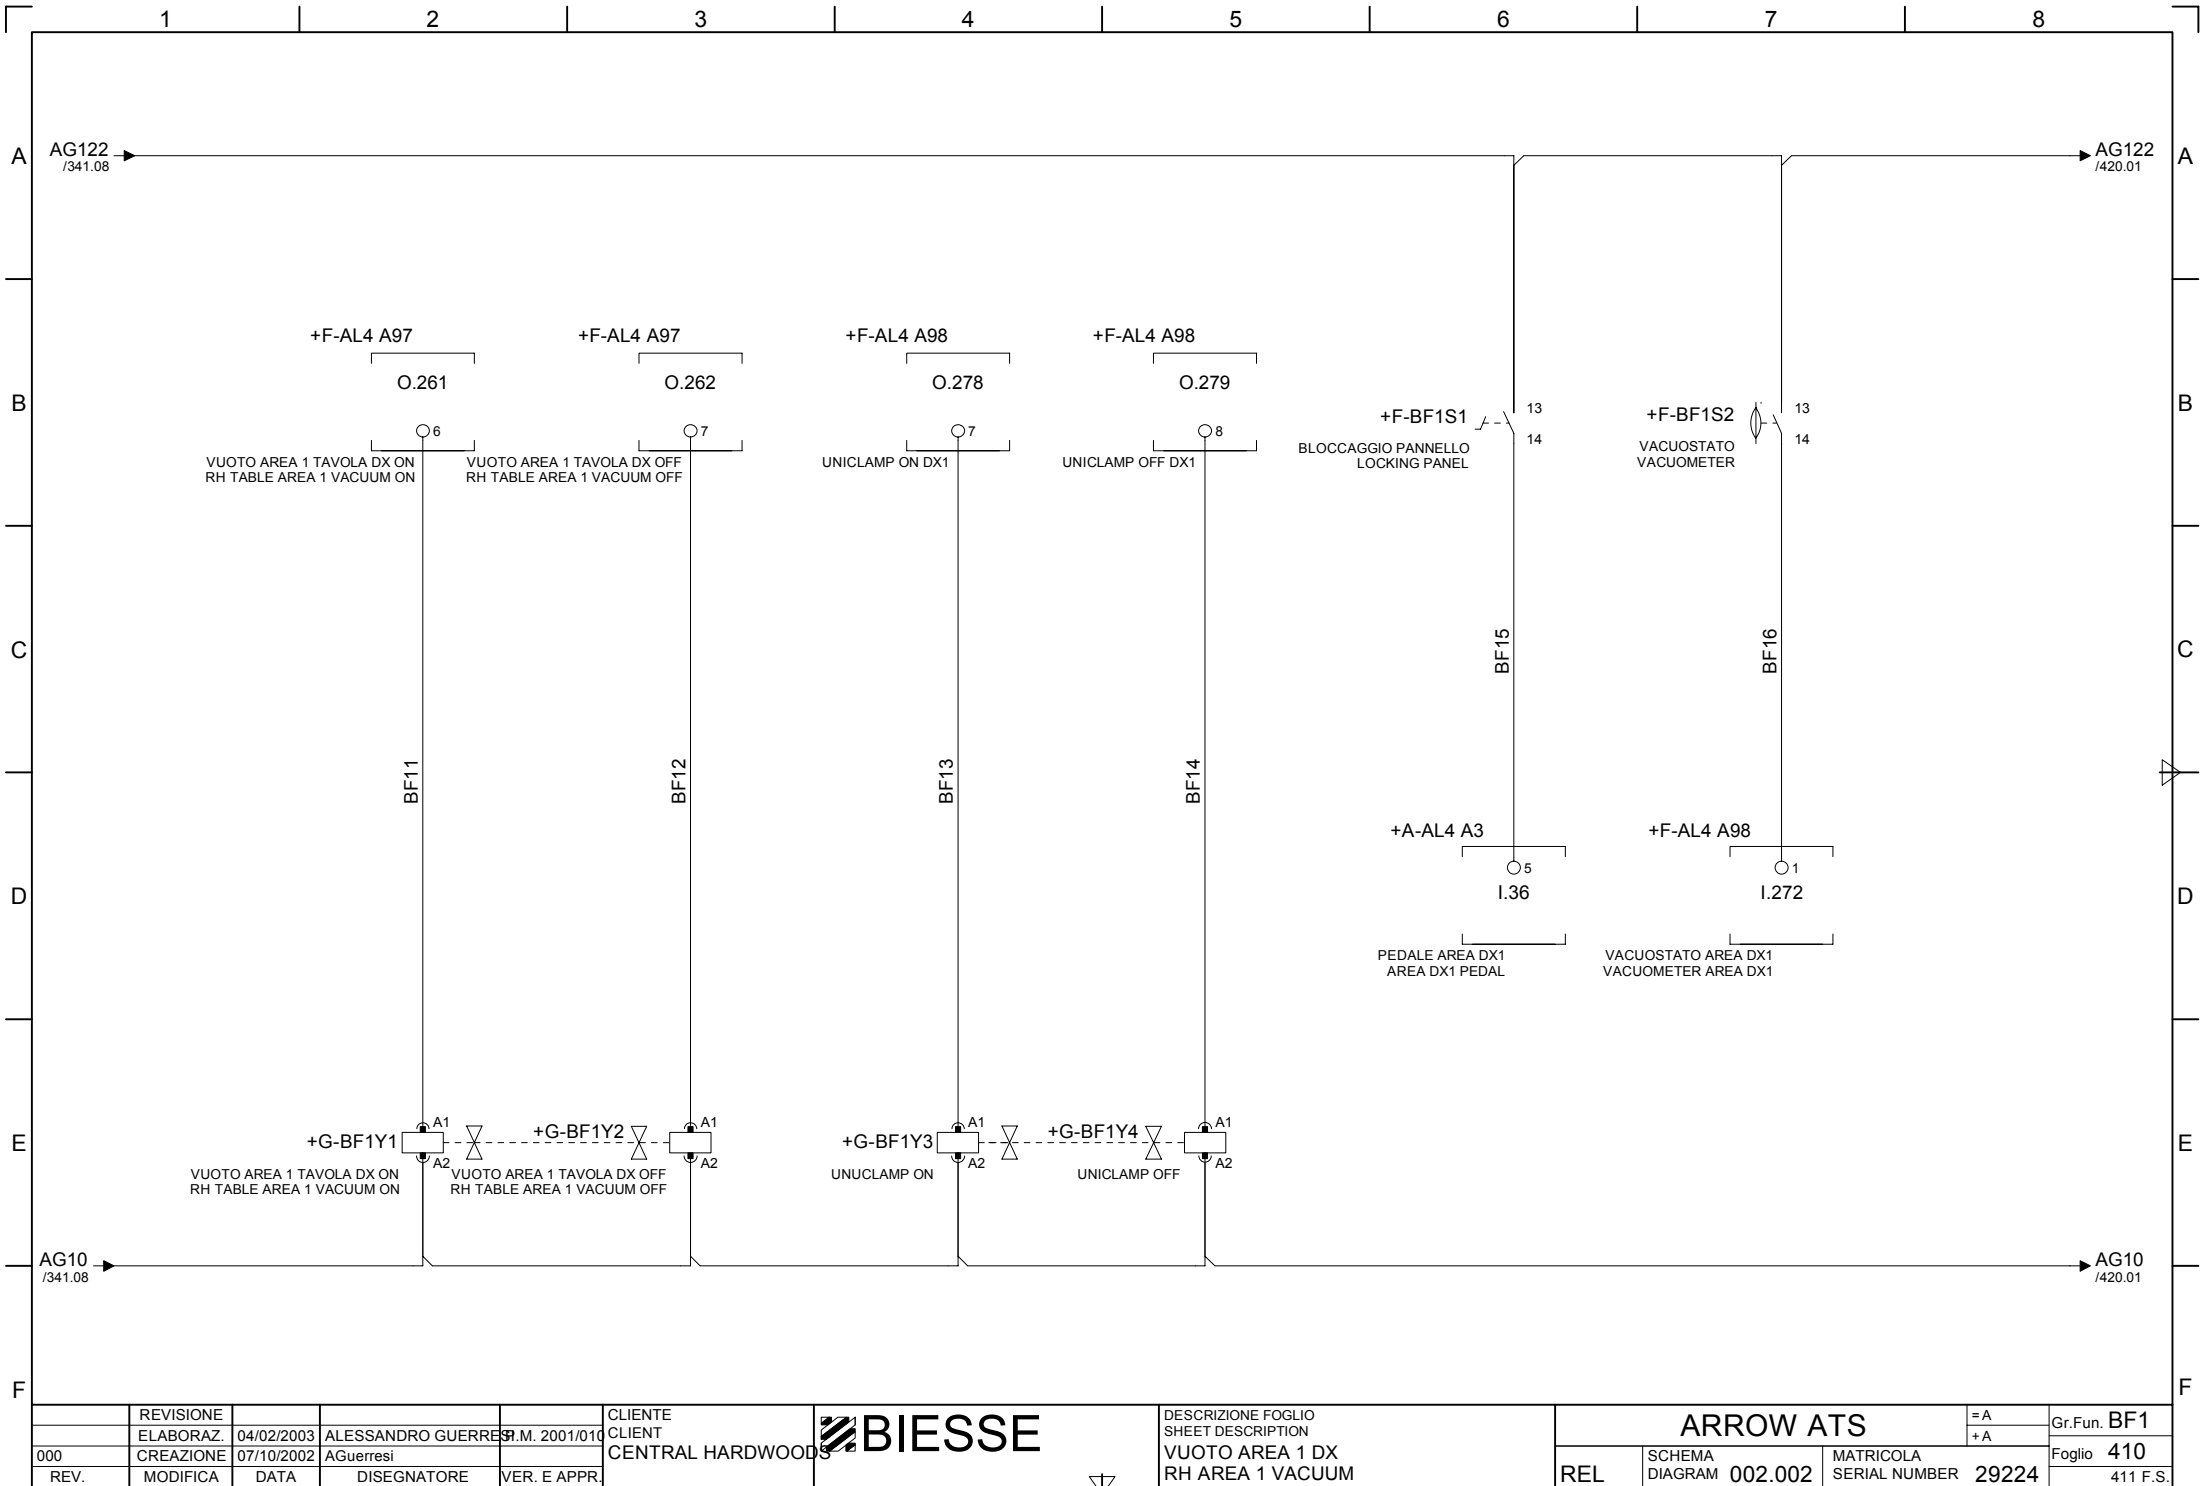 1 2 3 4 5 6 7 8
A AG122 AG122 A
/341.08 /420.01
+F-AL4 A97 +F-AL4 A97 +F-AL4 A98 +F-AL4 A98
O.261 O.262 O.278 O.279
B B
+F-BF1S1 13 +F-BF1S2 13
6 7 7 8
14 14
BLOCCAGGIO PANNELLO VACUOSTATO
LOCKING PANEL VACUOMETER
VUOTO AREA 1 TAVOLA DX ON VUOTO AREA 1 TAVOLA DX OFF UNICLAMP ON DX1 UNICLAMP OFF DX1
RH TABLE AREA 1 VACUUM ON RH TABLE AREA 1 VACUUM OFF
C BF15 BF16 C
BF11 BF12 BF13 BF14
+A-AL4 A3 +F-AL4 A98
5 1
D I.36 I.272 D
PEDALE AREA DX1 VACUOSTATO AREA DX1
AREA DX1 PEDAL VACUOMETER AREA DX1
A1 A1 A1 A1
E +G-BF1Y1 +G-BF1Y2 +G-BF1Y3 +G-BF1Y4 E
A2 A2 A2 A2
VUOTO AREA 1 TAVOLA DX ON VUOTO AREA 1 TAVOLA DX OFF UNUCLAMP ON UNICLAMP OFF
RH TABLE AREA 1 VACUUM ON RH TABLE AREA 1 VACUUM OFF
AG10 AG10
/341.08 /420.01
F F
REVISIONE
ELABORAZ. 04/02/2003 ALESSANDRO GUERRESI P.M. 2001/010
000 CREAZIONE 07/10/2002 AGuerresi
REV. MODIFICA DATA DISEGNATORE VER. E APPR.
CLIENTE
CLIENT
CENTRAL HARDWOODS
BIESSE
DESCRIZIONE FOGLIO
SHEET DESCRIPTION
VUOTO AREA 1 DX
RH AREA 1 VACUUM
ARROW ATS
= A
+ A
REL
SCHEMA
DIAGRAM 002.002
MATRICOLA
SERIAL NUMBER 29224
Gr.Fun. BF1
Foglio 410
411 F.S.